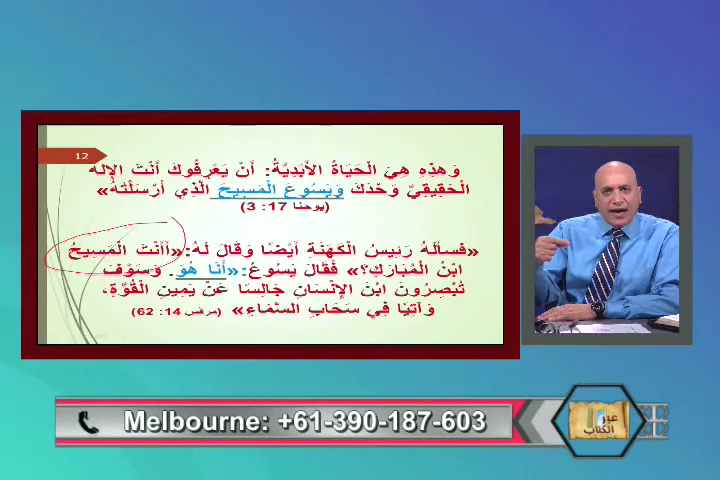 12
وَهذِهِ هِيَ الْحَيَاةُ الأَبَدِيَّةُ: أَنْ يَعْرِفُوكَ أَنْتَ الإِلهَ
الْحَقِيقِيَّ وَحْدَكَ وَيَسُوعَ الْمَسِيحَ الَّذِي أَرْسَلْتَهُ»
(يوحنا 17: 3)
«فَسَأَلَهُ رَئِيسُ الْكَهَنَةِ أَيْضًا وَقَالَ لَهُ:«أَأَنْتَ الْمَسِيحُ
ابْنُ الْمُبَارَكِ؟» فَقَالَ يَسُوعُ:«أَنَا هُوَ. وَسَوْفَ
تُبْصِرُونَ ابْنَ الإِنْسَانِ جَالِسًا عَنْ يَمِينِ الْقُوَّةِ،
وَآتِيًا فِي سَحَابِ السَّمَاءِ» (مرقس 14: 62)
Melbourne: +61-390-187-603
عبر
الكتاب